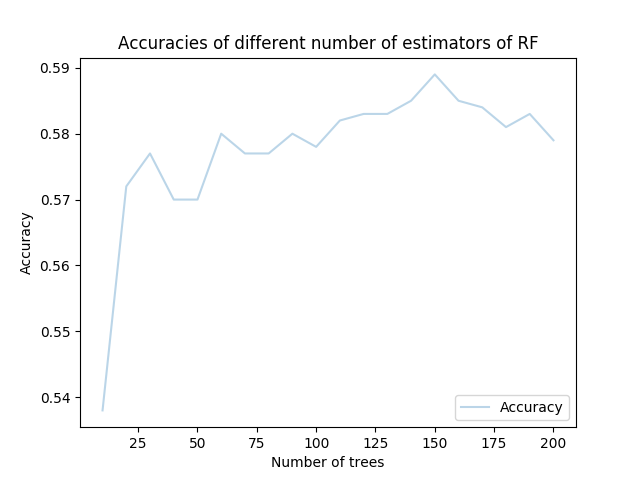 Accuracies of different number of estimators of RF
0.59
0.58
0.57
0.56
0.55
0.54
Accuracy
Accuracy
25 50 75 100 125 150 175 200
Number of trees